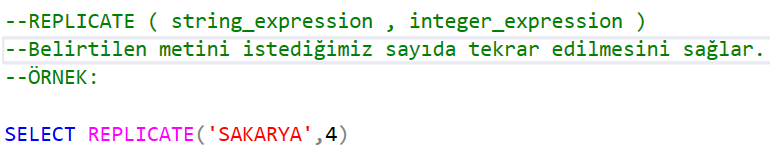 --REPLICATE ( string_expression , integer_expression )
--Belirtilen metini istediğimiz sayıda tekrar edilmesini sağlar.
--ÖRNEK:
SELECT REPLICATE('SAKARYA',4)